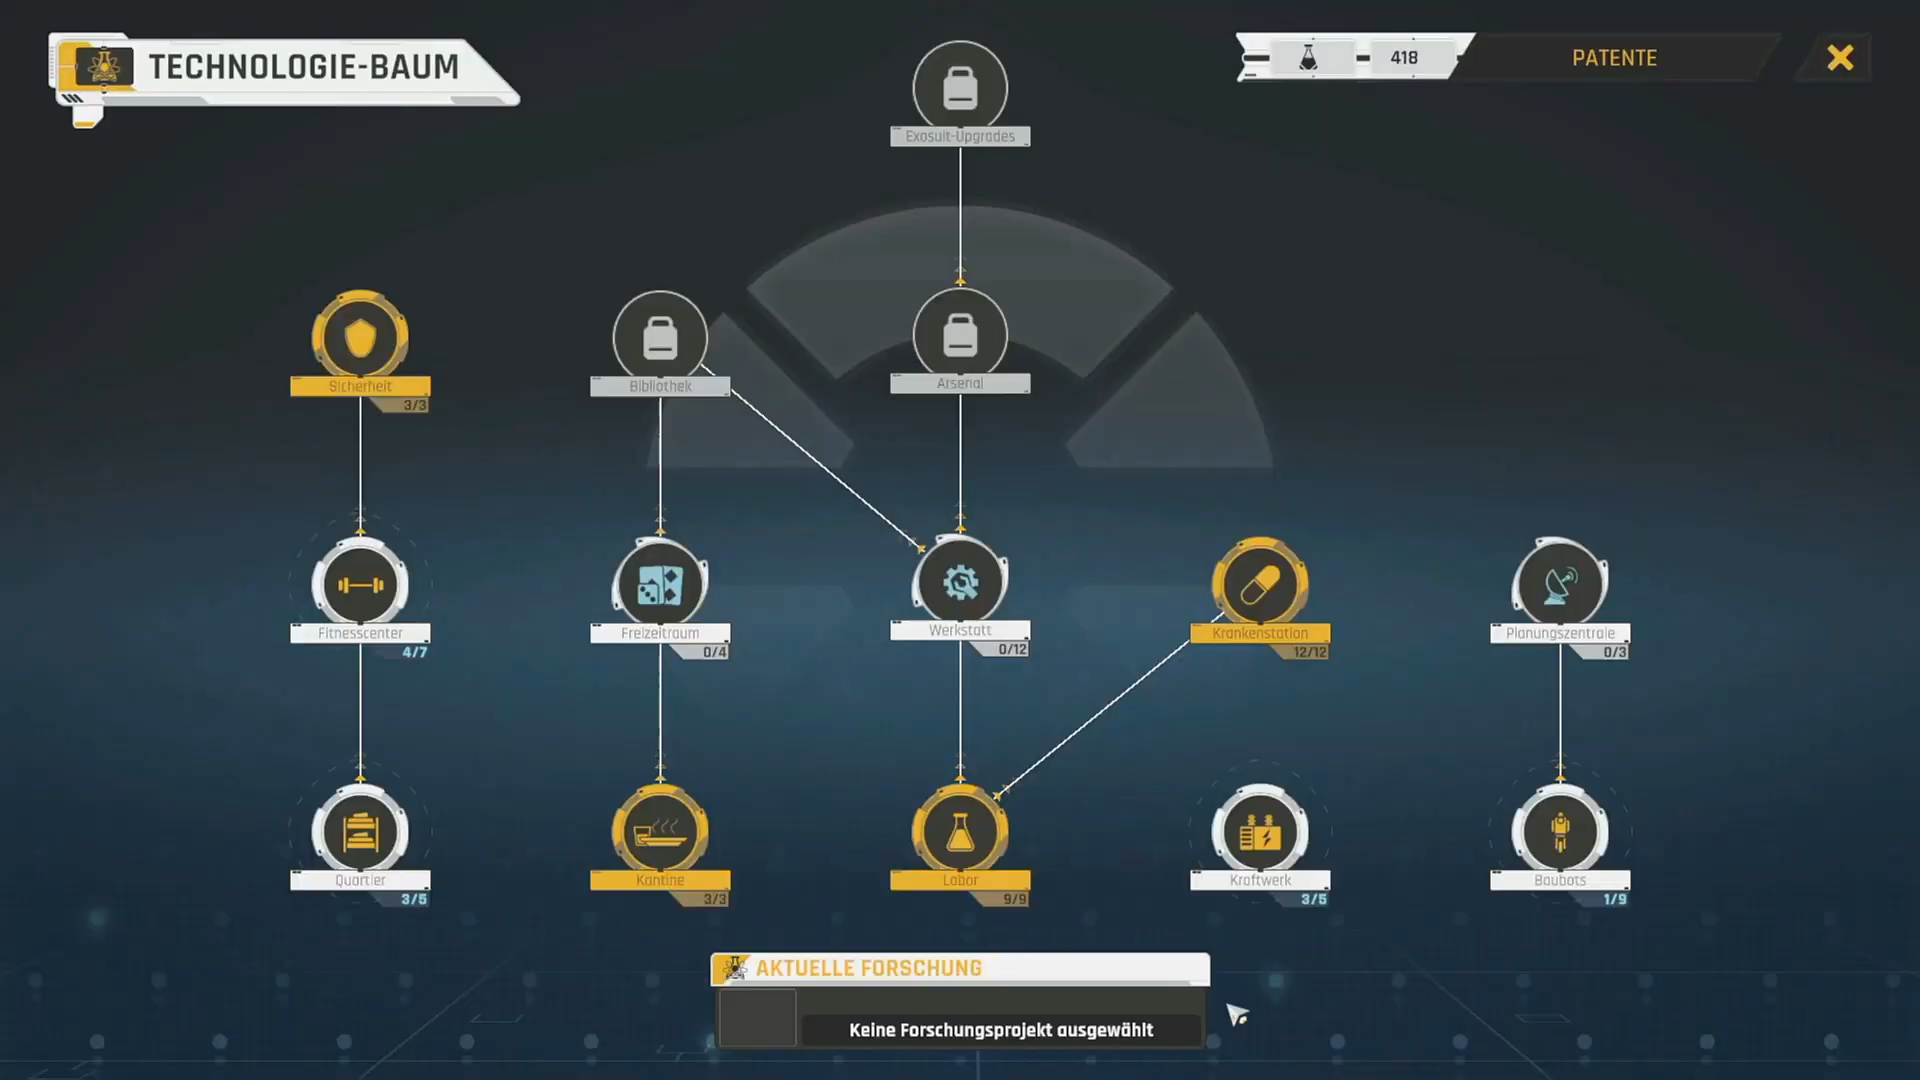 TECHNOLOGIE-BAUM
418
PATENTE
Exosuit-Upgrades
Sicherheit
3/3
Bibliothek
Arsenal
Fitnesscenter
4/7
Freizeitraum
0/4
Werkstatt
0/12
Krankenstation
12/12
Planungszentrale
0/3
Quartier
3/5
Kantine
3/3
Labor
9/9
Kraftwerk
3/5
Baubots
1/9
AKTUELLE FORSCHUNG
Keine Forschungsprojekt ausgewählt